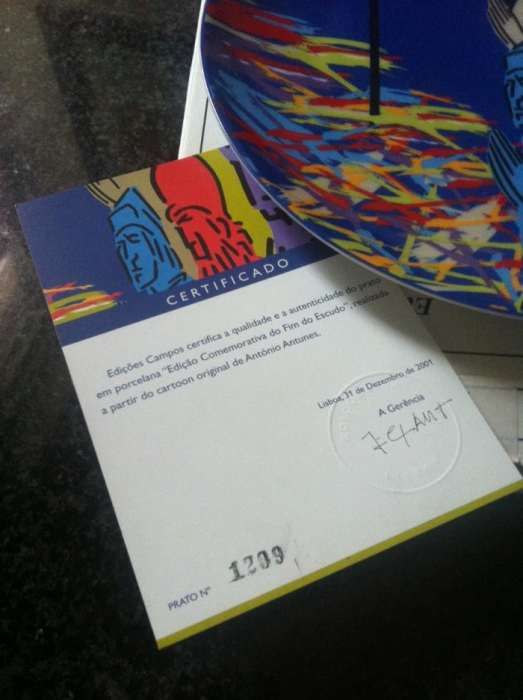 CERTIFICADO
Edições Campos certifica a qualidade e a autenticidade do prato
em porcelana "Edição Comemorativa do Fim do Escudo", realizada
a partir do cartoon original de António Antunes.
Lisboa, 31 de Dezembro de 2001
A Gerência
PRATO Nº 1209